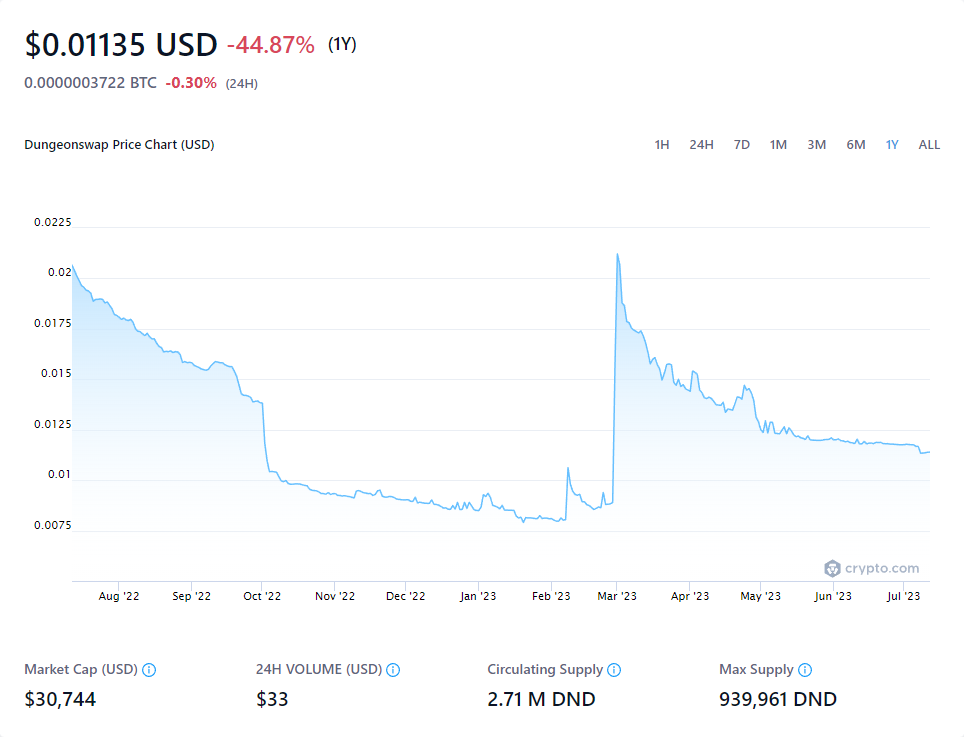 $0.01135 USD -44.87% (1Y)
0.0000003722 BTC -0.30% (24H)
Dungeonswap Price Chart (USD) 1H 24H 7D 1M 3M 6M 1Y ALL
0.0225
0.02
0.0175
0.015
0.0125
0.01
0.0075
crypto.com
Aug '22 Sep '22 Oct '22 Nov '22 Dec '22 Jan '23 Feb '23 Mar '23 Apr '23 May '23 Jun '23 Jul '23
Market Cap (USD) 24H VOLUME (USD) Circulating Supply Max Supply
$30,744 $33 2.71 M DND 939,961 DND